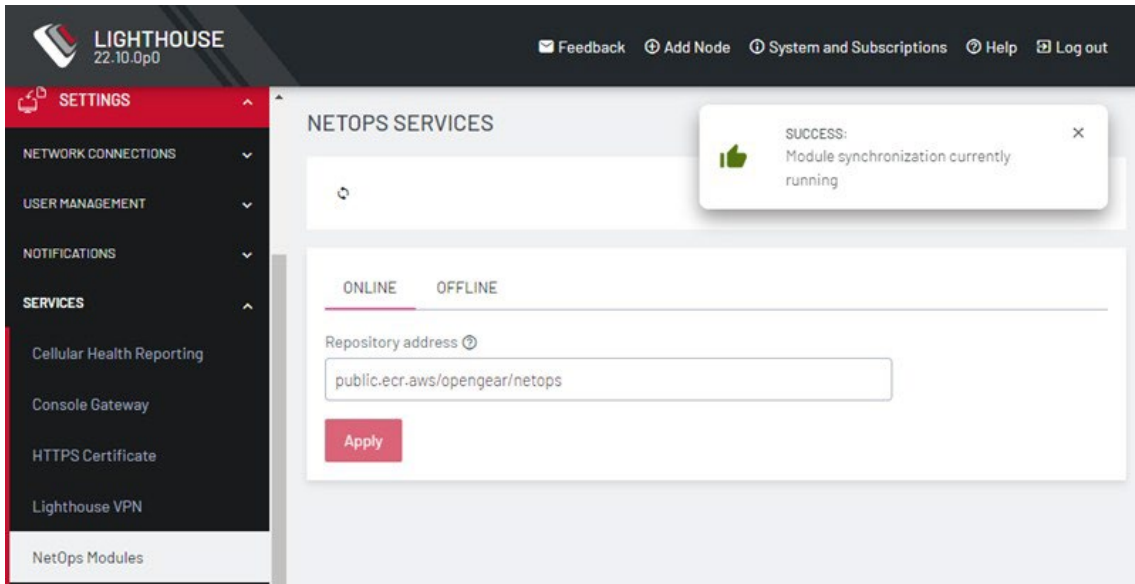 LIGHTHOUSE
22.10.0p0
Feedback
Add Node
System and Subscriptions
Help
Log out
SETTINGS
NETWORK CONNECTIONS
USER MANAGEMENT
NOTIFICATIONS
SERVICES
Cellular Health Reporting
Console Gateway
HTTPS Certificate
Lighthouse VPN
NetOps Modules
NETOPS SERVICES
SUCCESS:
Module synchronization currently
running
ONLINE
OFFLINE
Repository address
public.ecr.aws/opengear/netops
Apply